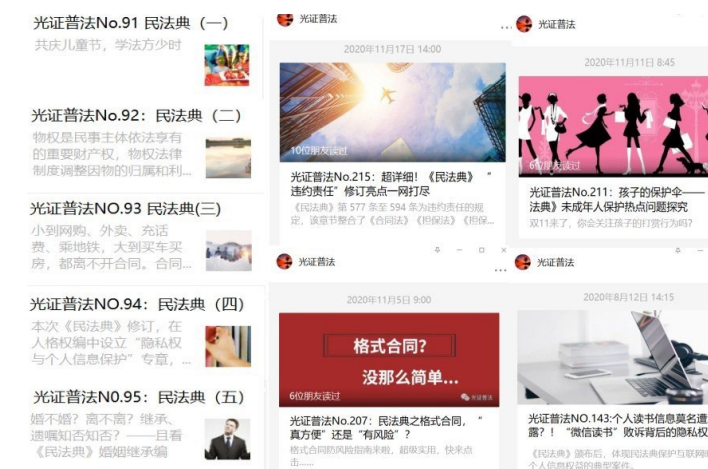 光证普法No.91 民法典（一）
共庆儿童节，学法方少时
光证普法No.92：民法典（二）
物权是民事主体依法享有
的重要财产权，物权法律
制度调整因物的归属和利...
光证普法NO.93 民法典(三)
小到网购、外卖、充话
费、乘地铁，大到买车买
房，都离不开合同。合同...
光证普法NO.94：民法典（四）
本次《民法典》修订，在
人格权编中设立“隐私权
与个人信息保护”专章，...
光证普法N0.95：民法典（五）
婚不婚？离不离？继承、
遗嘱知否知否？——且看
《民法典》婚姻继承编
光证普法
2020年11月17日 14:00
10位朋友读过
光证普法No.215：超详细！《民法典》“
违约责任”修订亮点一网打尽
《民法典》第 577 条至 594 条为违约责任的规
定，该章节整合了《合同法》《担保法》《担保...
光证普法
2020年11月5日 9:00
格式合同？
没那么简单...
6位朋友读过
光证普法
光证普法No.207：民法典之格式合同，“
真方便”还是“有风险”？
格式合同防风险指南来啦，超级实用，快来点
击......
光证普法
2020年11月11日 8:45
6位朋友读过
光证普法No.211：孩子的保护伞——
法典》未成年人保护热点问题探究
双11来了，你会关注孩子的打赏行为吗？
光证普法
2020年8月12日 14:15
光证普法NO.143:个人读书信息莫名遭
露？！“微信读书”败诉背后的隐私权
《民法典》颁布后，体现民法典保护互联网
个人信息权益的典型案件。